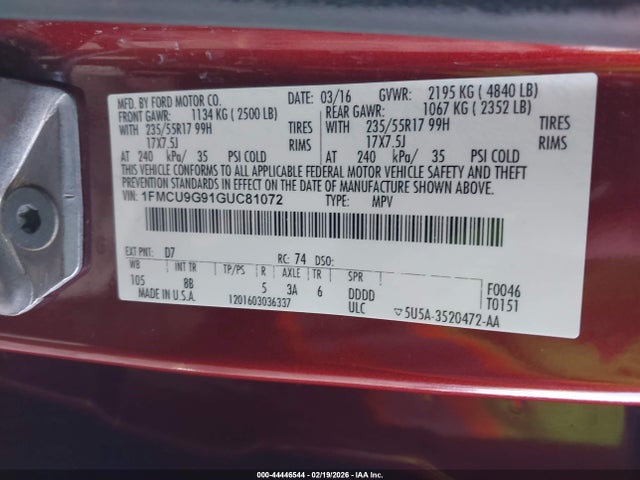 MFD. BY FORD MOTOR CO. DATE: 03/16 GVWR: 2195 KG ( 4840 LB)
FRONT GAWR: 1134 KG ( 2500 LB) REAR GAWR: 1067 KG ( 2352 LB)
WITH 235/55R17 99H TIRES WITH 235/55R17 99H TIRES
17X7.5J RIMS 17X7.5J RIMS
AT 240 kPa/ 35 PSI COLD AT 240 kPa/ 35 PSI COLD
THIS VEHICLE CONFORMS TO ALL APPLICABLE FEDERAL MOTOR VEHICLE SAFETY AND THEFT
PREVENTION STANDARDS IN EFFECT ON THE DATE OF MANUFACTURE SHOWN ABOVE.
VIN: 1FMCU9G91GUC81072 TYPE: MPV
EXT PNT: D7 RC: 74 DSO:
WB INT TR TP/PS R AXLE TR SPR
105 8B 5 3A 6 DDDD F0046
MADE IN U.S.A. 1201603036337 ULC T0151
5U5A-3520472-AA
000-44446544 - 02/19/2026 - IAA Inc.